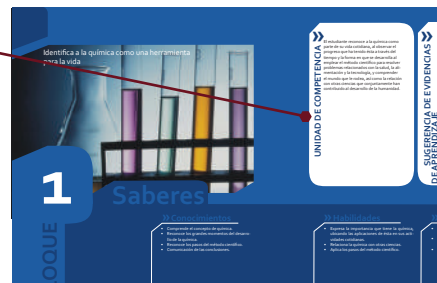 Identifica a la química como una herramienta
para la vida
UNIDAD DE COMPETENCIA
El estudiante reconoce a la química como
parte de su vida cotidiana, al observar el
progreso que ha tenido ésta a través del
tiempo y la forma en que se desarrolla al
emplear el método científico para resolver
problemas relacionados con la salud, la ali-
mentación y la tecnología, y comprender
el mundo que le rodea, así como la relación
con otras ciencias que conjuntamente han
contribuido al desarrollo de la humanidad.
SUGERENCIA DE EVIDENCIAS
DE APRENDIZAJE
1
Saberes
Conocimientos
• Comprende el concepto de química.
• Reconoce los grandes momentos del desarro-
llo de la química.
• Reconoce los pasos del método científico.
• Comunicación de las conclusiones.
Habilidades
• Expresa la importancia que tiene la química,
ubicando las aplicaciones de ésta en sus acti-
vidades cotidianas.
• Relaciona la química con otras ciencias.
• Aplica los pasos del método científico.